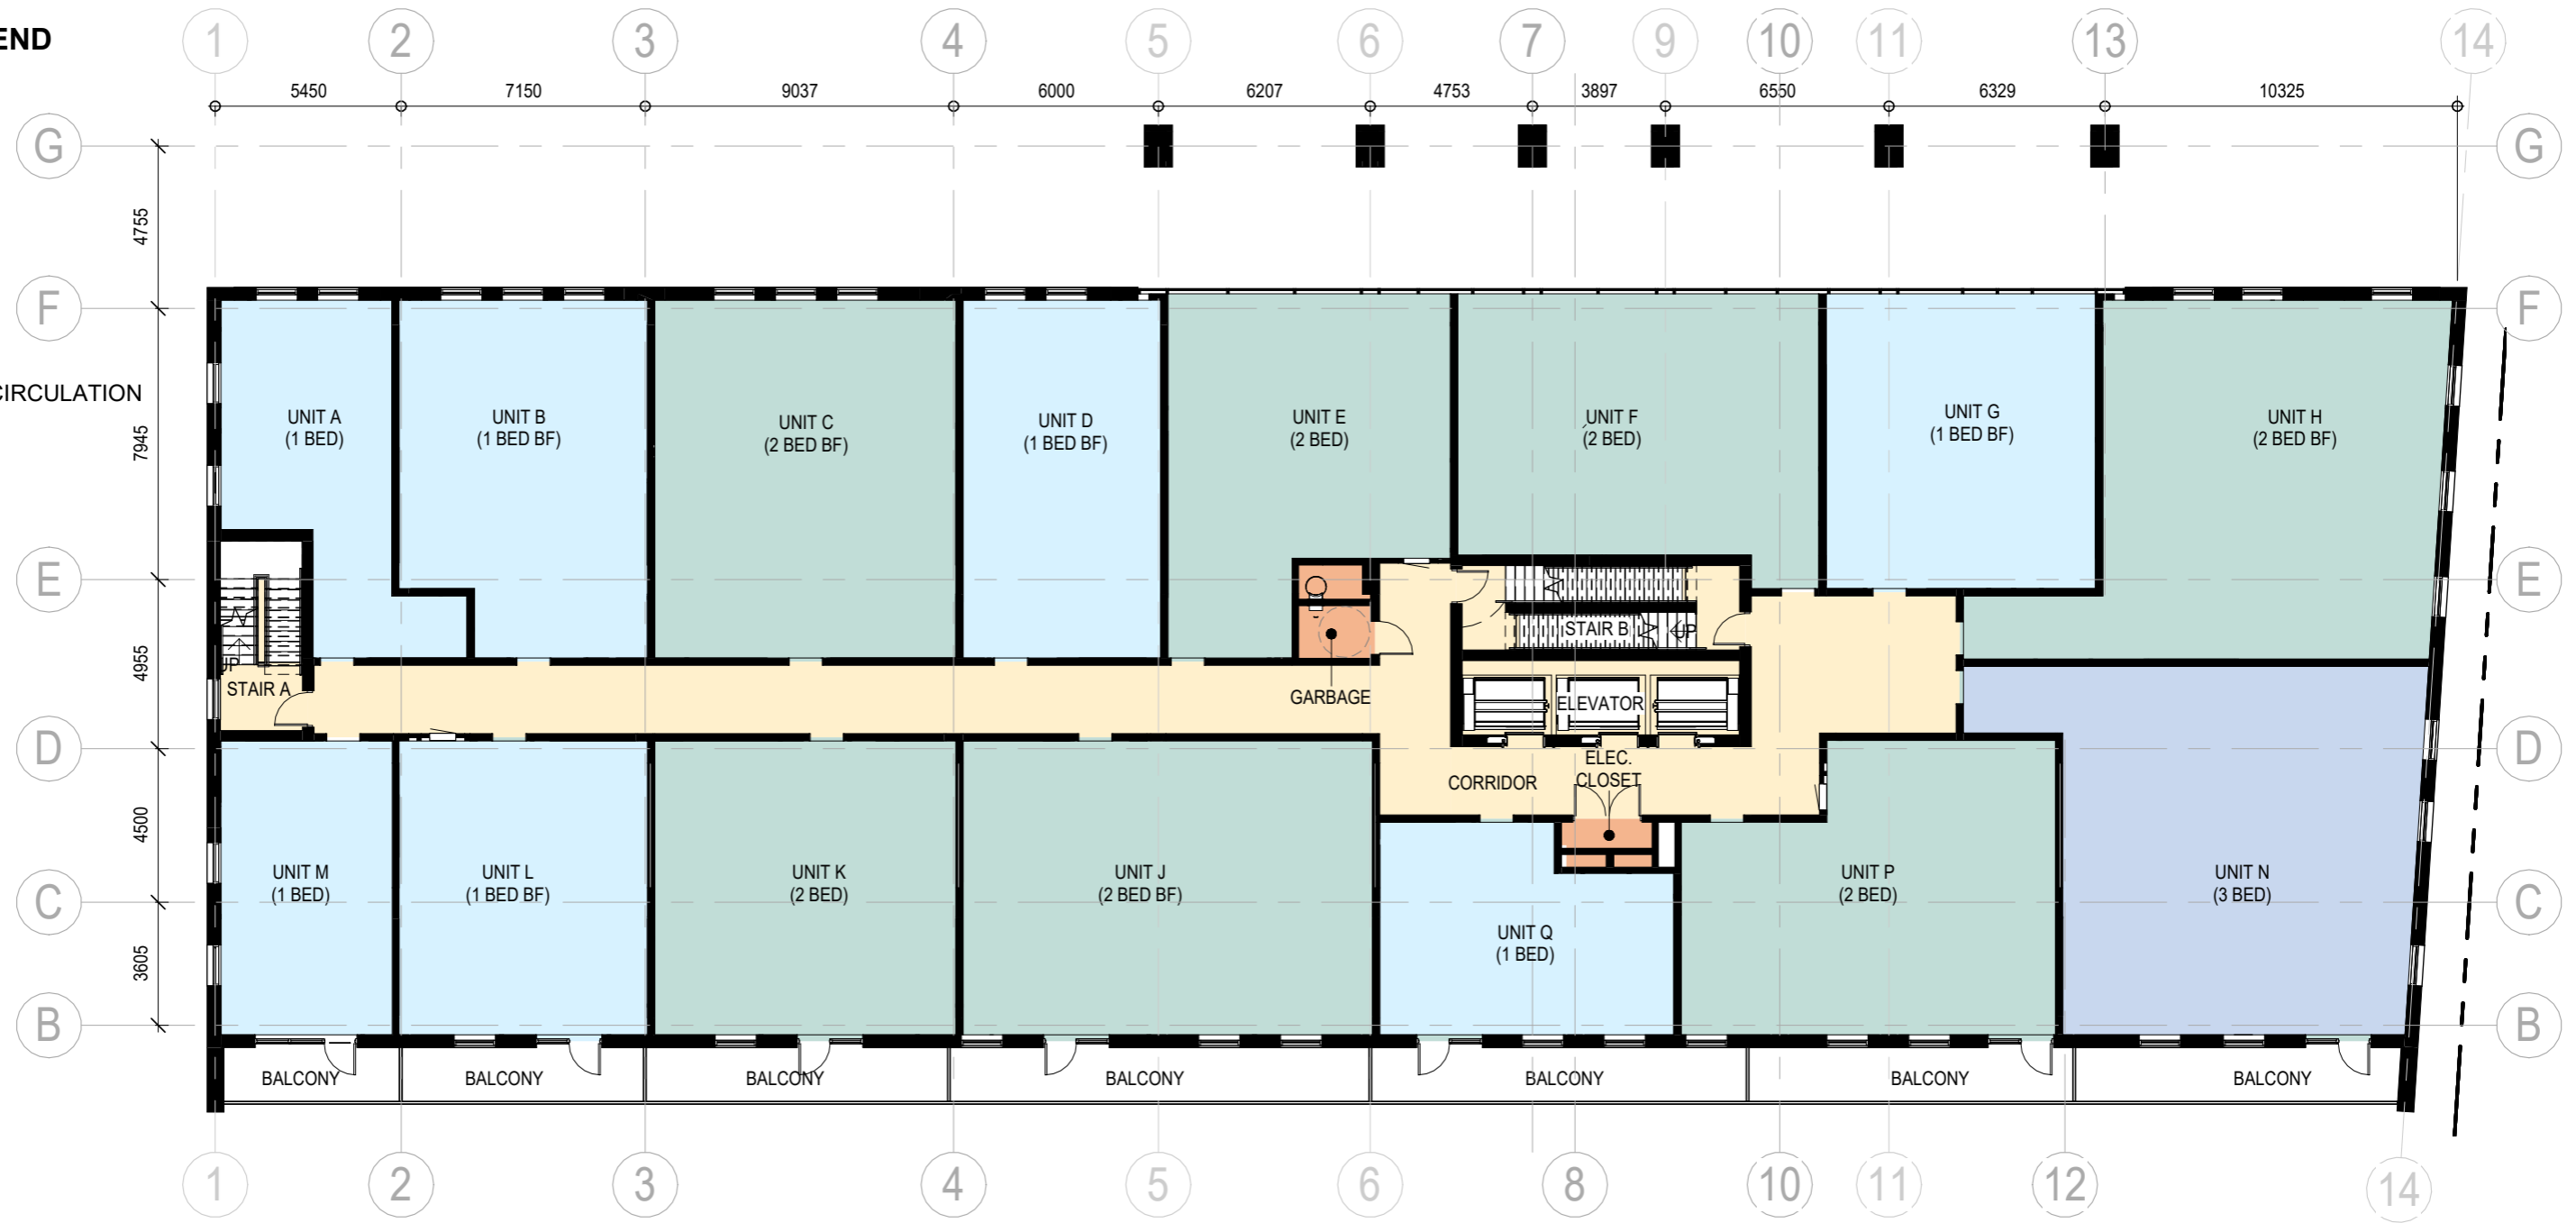 END
1 2 3 4 5 6 7 9 10 11 13 14
5450 7150 9037 6000 6207 4753 3897 6550 6329 10325
G G
4755
F F
CIRCULATION
7945
UNIT A
(1 BED)
UNIT B
(1 BED BF)
UNIT C
(2 BED BF)
UNIT D
(1 BED BF)
UNIT E
(2 BED)
UNIT F
(2 BED)
UNIT G
(1 BED BF)
UNIT H
(2 BED BF)
E E
4955
UP
STAIR A
STAIR B
UP
GARBAGE
ELEVATOR
D D
ELEC.
CLOSET
CORRIDOR
4500
UNIT M
(1 BED)
UNIT L
(1 BED BF)
UNIT K
(2 BED)
UNIT J
(2 BED BF)
UNIT Q
(1 BED)
UNIT P
(2 BED)
UNIT N
(3 BED)
C C
3605
B B
BALCONY BALCONY BALCONY BALCONY BALCONY BALCONY BALCONY
1 2 3 4 5 6 8 10 11 12 14